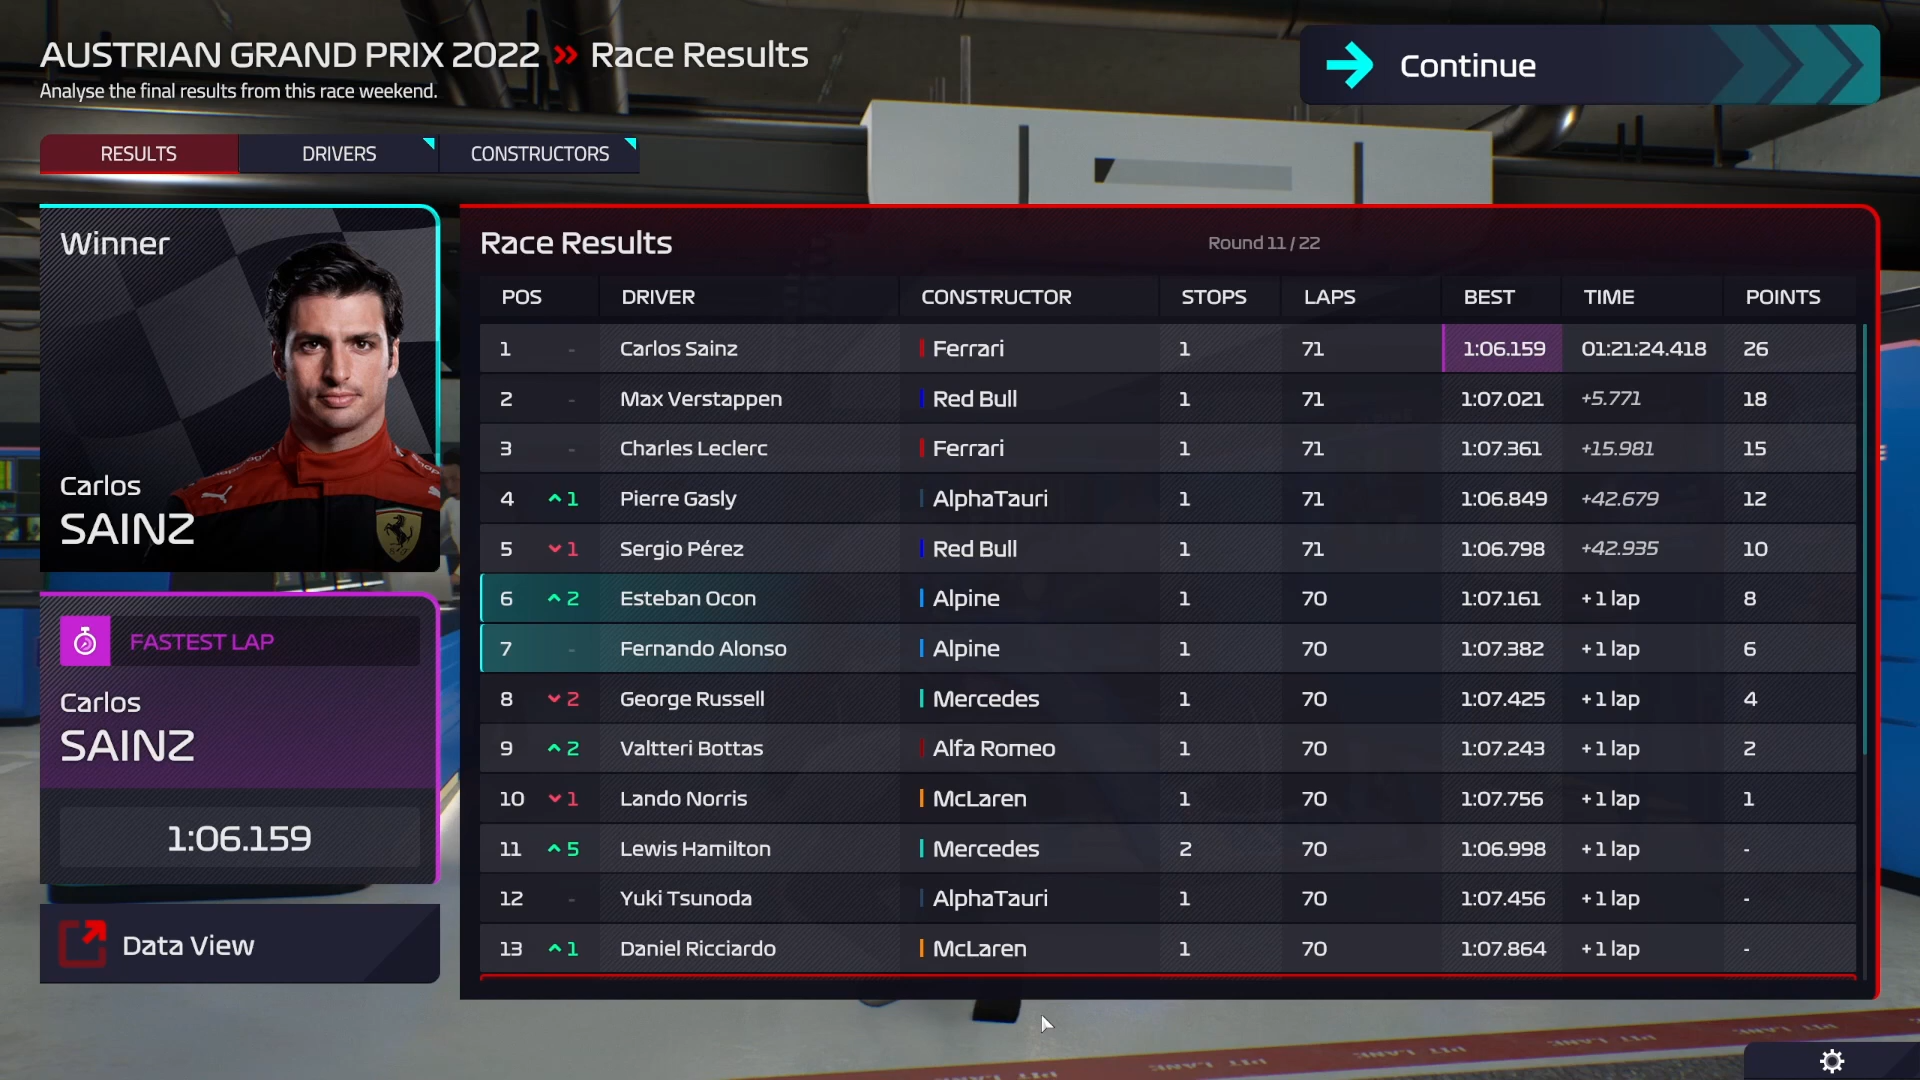 AUSTRIAN GRAND PRIX 2022 » Race Results
Analyse the final results from this race weekend.
Continue
RESULTS DRIVERS CONSTRUCTORS
Winner
Carlos
SAINZ
FASTEST LAP
Carlos
SAINZ
1:06.159
Data View
Race Results Round 11 / 22
POS DRIVER CONSTRUCTOR STOPS LAPS BEST TIME POINTS
1 - Carlos Sainz Ferrari 1 71 1:06.159 01:21:24.418 26
2 - Max Verstappen Red Bull 1 71 1:07.021 +5.771 18
3 - Charles Leclerc Ferrari 1 71 1:07.361 +15.981 15
4 1 Pierre Gasly AlphaTauri 1 71 1:06.849 +42.679 12
5 1 Sergio Pérez Red Bull 1 71 1:06.798 +42.935 10
6 2 Esteban Ocon Alpine 1 70 1:07.161 + 1 lap 8
7 - Fernando Alonso Alpine 1 70 1:07.382 + 1 lap 6
8 2 George Russell Mercedes 1 70 1:07.425 + 1 lap 4
9 2 Valtteri Bottas Alfa Romeo 1 70 1:07.243 + 1 lap 2
10 1 Lando Norris McLaren 1 70 1:07.756 + 1 lap 1
11 5 Lewis Hamilton Mercedes 2 70 1:06.998 + 1 lap -
12 - Yuki Tsunoda AlphaTauri 1 70 1:07.456 + 1 lap -
13 1 Daniel Ricciardo McLaren 1 70 1:07.864 + 1 lap -
PIT LANE PIT LANE PIT LANE PIT LANE